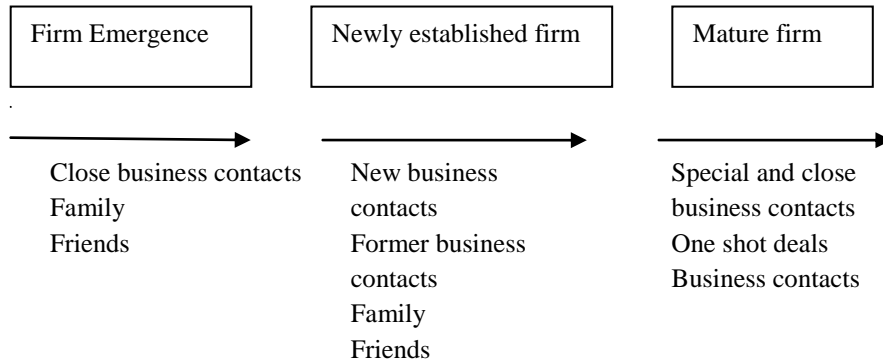 Firm Emergence
Newly established firm
Mature firm
Close business contacts
Family
Friends
New business
contacts
Former business
contacts
Family
Friends
Special and close
business contacts
One shot deals
Business contacts